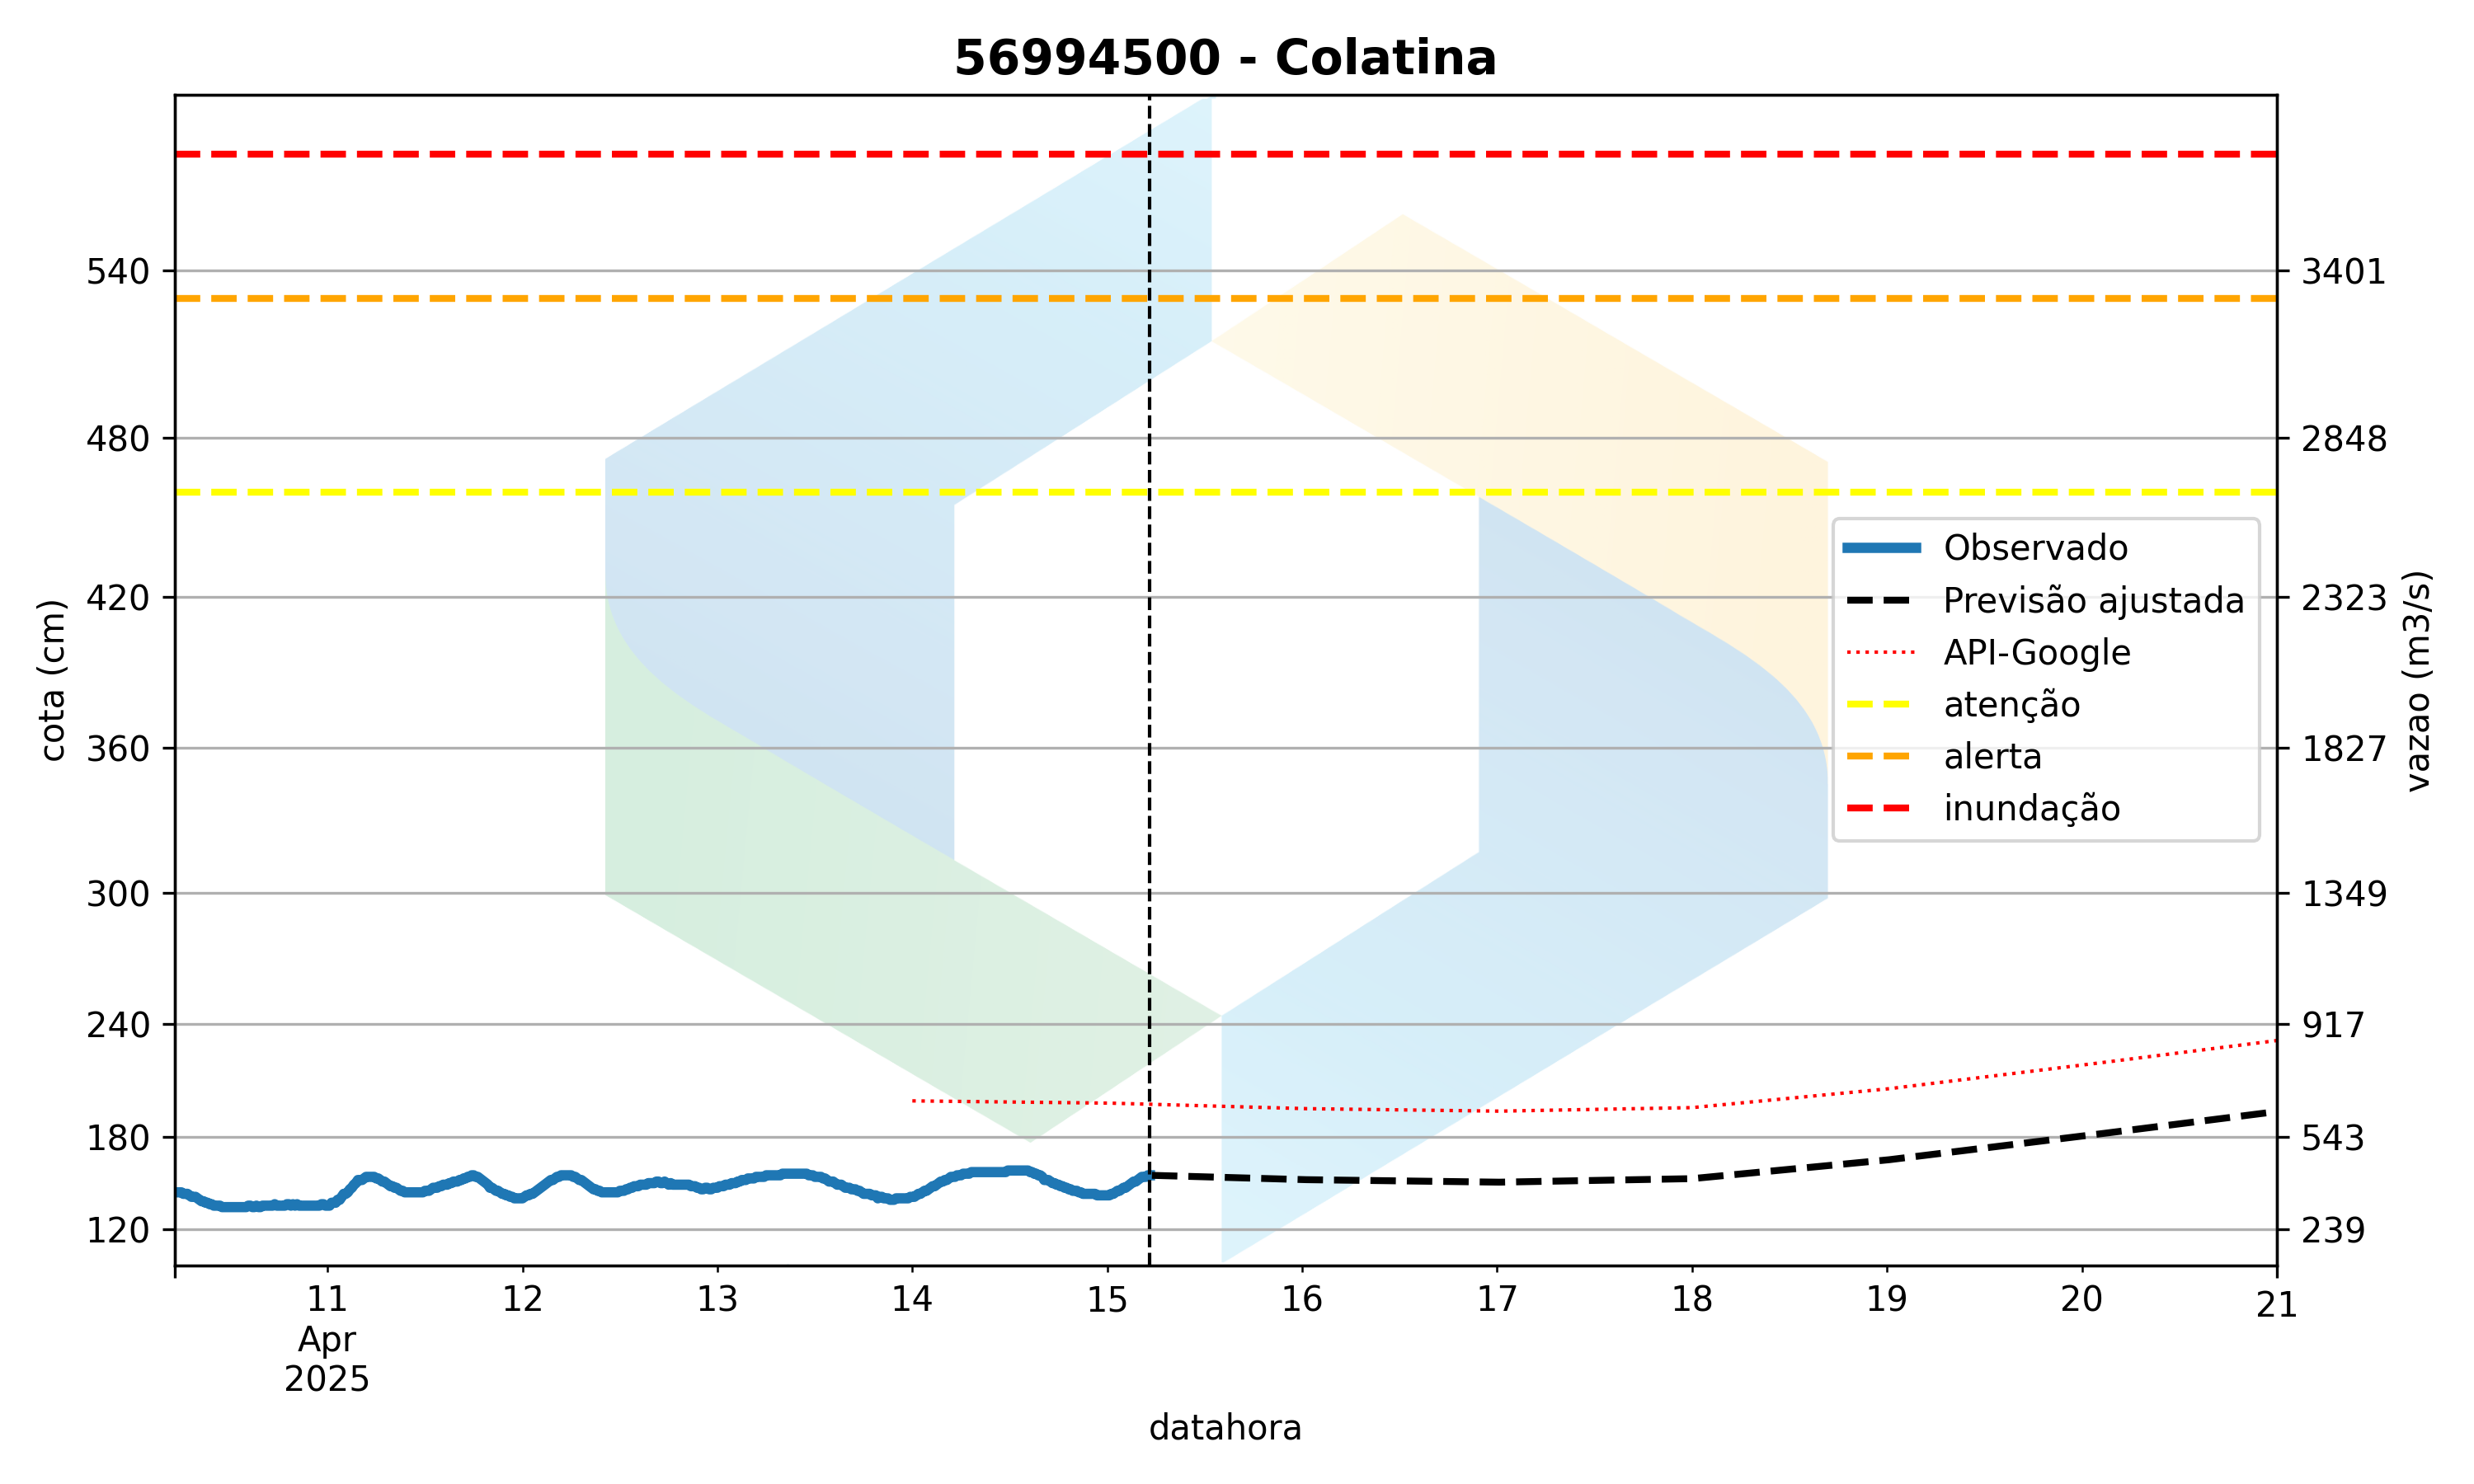 56994500 - Colatina
540
480
420
360
300
240
180
120
cota (cm)
3401
2848
2323
1827
1349
917
543
239
vazao (m3/s)
Observado
Previsão ajustada
API-Google
atenção
alerta
inundação
11 12 13 14 15 16 17 18 19 20 21
Apr
2025
datahora